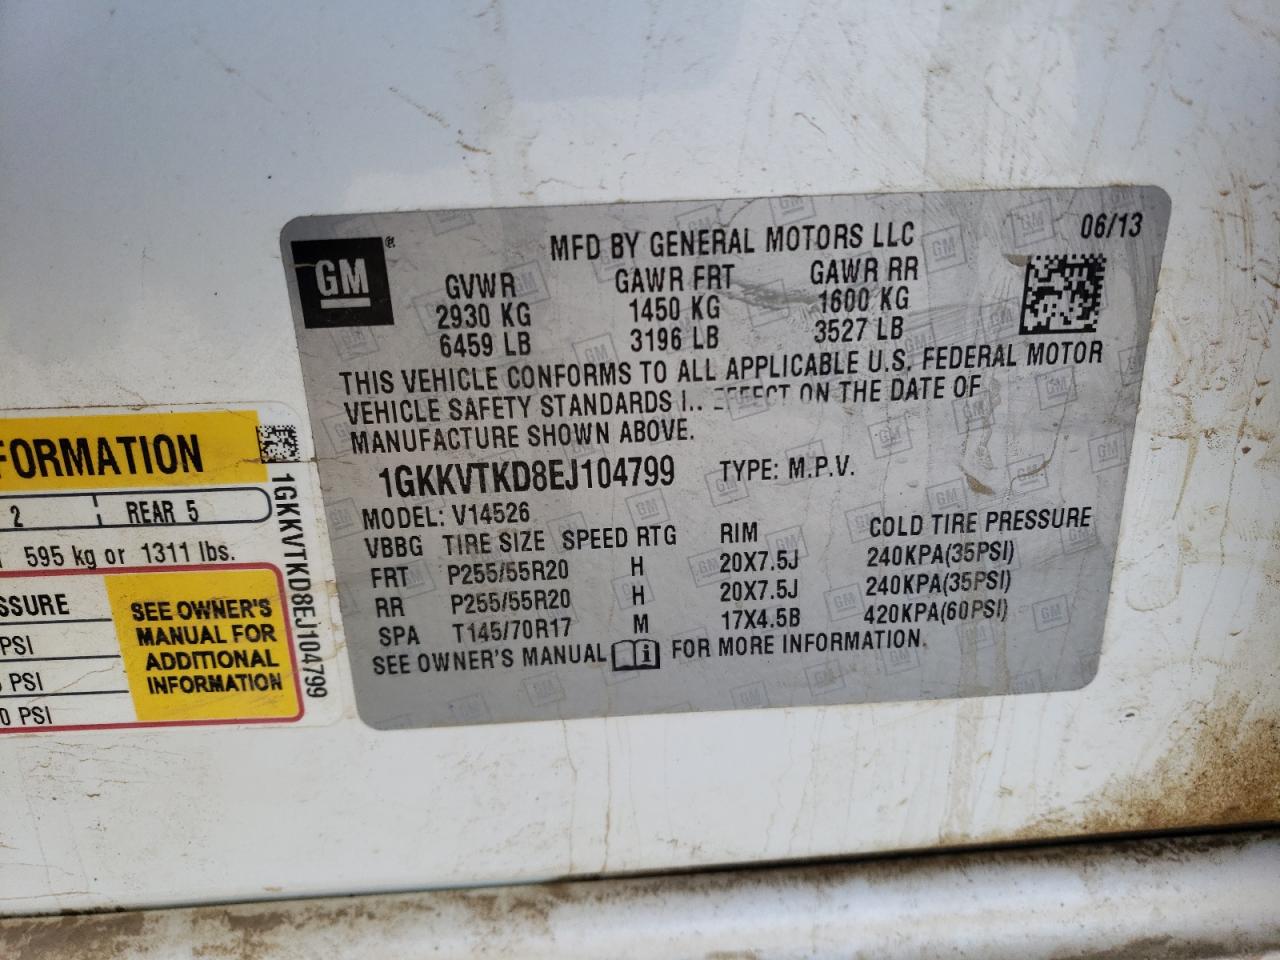 GM ®
MFD BY GENERAL MOTORS LLC 06/13
GVWR GAWR FRT GAWR RR
2930 KG 1450 KG 1600 KG
6459 LB 3196 LB 3527 LB
THIS VEHICLE CONFORMS TO ALL APPLICABLE U.S. FEDERAL MOTOR
VEHICLE SAFETY STANDARDS ON THE DATE OF
MANUFACTURE SHOWN ABOVE.
1GKKVTKD8EJ104799 TYPE: M.P.V.
MODEL: V14526
VBBG TIRE SIZE SPEED RTG RIM COLD TIRE PRESSURE
FRT P255/55R20 H 20X7.5J 240KPA(35PSI)
RR P255/55R20 H 20X7.5J 240KPA(35PSI)
SPA T145/70R17 M 17X4.5B 420KPA(60PSI)
SEE OWNER'S MANUAL i FOR MORE INFORMATION.
FORMATION
2 REAR 5
595 kg or 1311 lbs.
SSURE
PSI
PSI
0 PSI
SEE OWNER'S
MANUAL FOR
ADDITIONAL
INFORMATION
1GKKVTKD8EJ104799